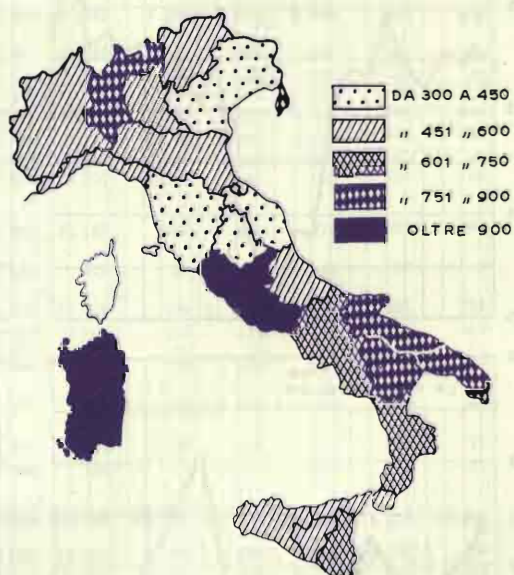 DA 300 A 450
„ 451 „ 600
„ 601 „ 750
„ 751 „ 900
OLTRE 900